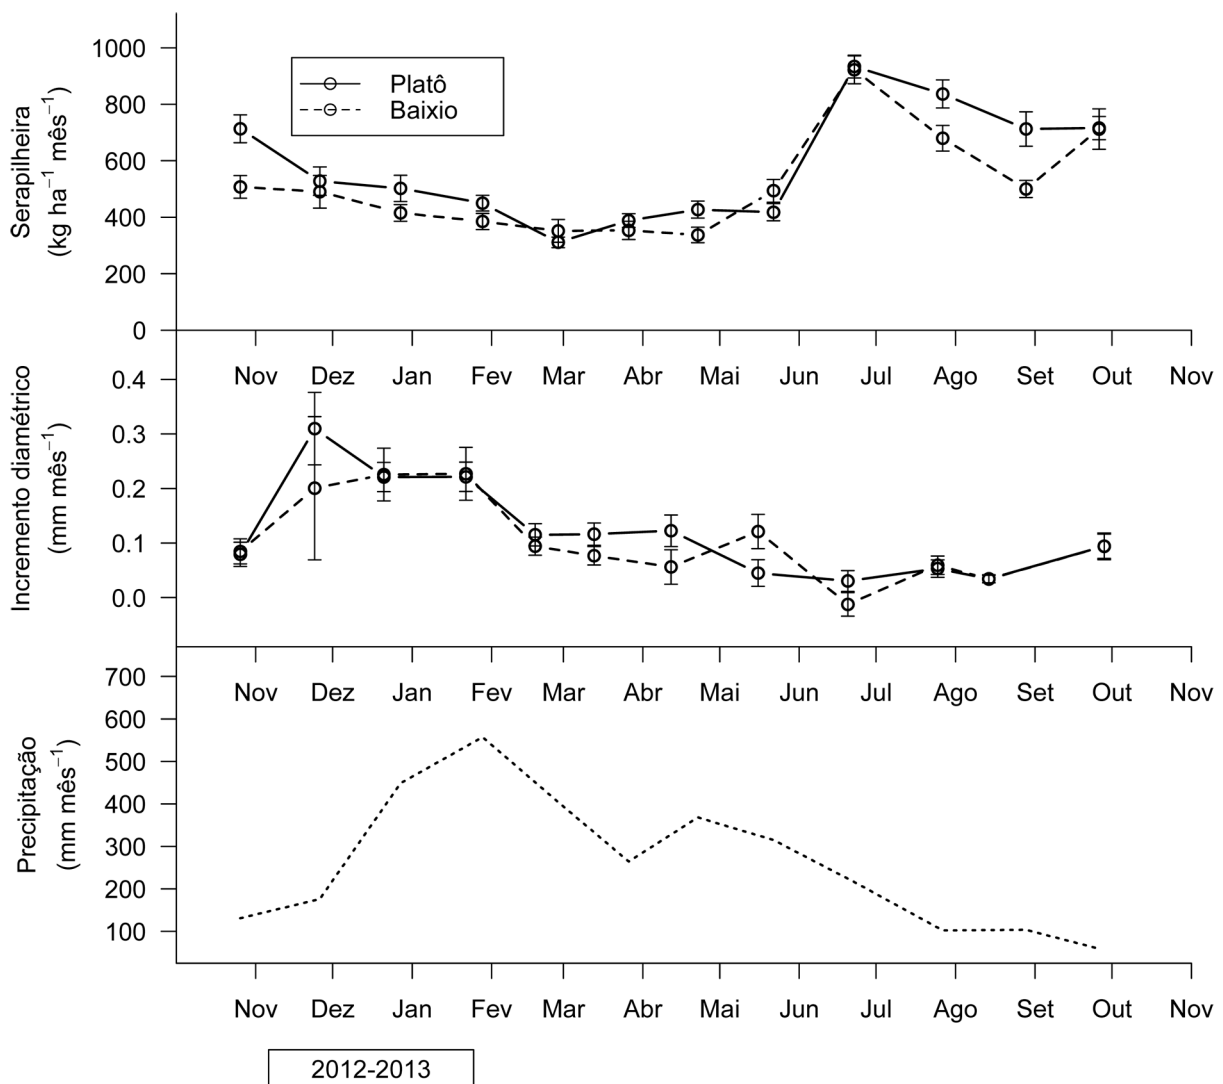 1000
800
600
400
200
0
Serapilheira
(kg ha⁻¹ mês⁻¹)
Platô
Baixio
Nov Dez Jan Fev Mar Abr Mai Jun Jul Ago Set Out Nov
0.4
0.3
0.2
0.1
0.0
Incremento diamétrico
(mm mês⁻¹)
Nov Dez Jan Fev Mar Abr Mai Jun Jul Ago Set Out Nov
700
600
500
400
300
200
100
Precipitação
(mm mês⁻¹)
Nov Dez Jan Fev Mar Abr Mai Jun Jul Ago Set Out Nov
2012-2013